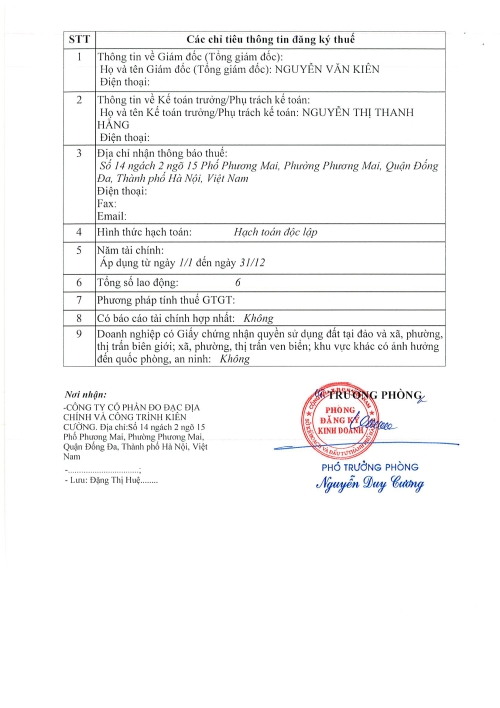 STT Các chỉ tiêu thông tin đăng ký thuế
1 Thông tin về Giám đốc (Tổng giám đốc):
Họ và tên Giám đốc (Tổng giám đốc): NGUYỄN VĂN KIÊN
Điện thoại:
2 Thông tin về Kế toán trưởng/Phụ trách kế toán:
Họ và tên Kế toán trưởng/Phụ trách kế toán: NGUYỄN THỊ THANH
HẰNG
Điện thoại:
3 Địa chỉ nhận thông báo thuế:
Số 14 ngách 2 ngõ 15 Phố Phương Mai, Phường Phương Mai, Quận Đống
Đa, Thành phố Hà Nội, Việt Nam
Điện thoại:
Fax:
Email:
4 Hình thức hạch toán: Hạch toán độc lập
5 Năm tài chính:
Áp dụng từ ngày 1/1 đến ngày 31/12
6 Tổng số lao động: 6
7 Phương pháp tính thuế GTGT:
8 Có báo cáo tài chính hợp nhất: Không
9 Doanh nghiệp có Giấy chứng nhận quyền sử dụng đất tại đảo và xã, phường,
thị trấn biên giới; xã, phường, thị trấn ven biển; khu vực khác có ảnh hưởng
đến quốc phòng, an ninh: Không
Nơi nhận:
-CÔNG TY CỔ PHẦN ĐO ĐẠC ĐỊA
CHÍNH VÀ CÔNG TRÌNH KIÊN
CƯỜNG. Địa chỉ:Số 14 ngách 2 ngõ 15
Phố Phương Mai, Phường Phương Mai,
Quận Đống Đa, Thành phố Hà Nội, Việt
Nam
-................................;
- Lưu: Đặng Thị Huệ........
TRƯỞNG PHÒNG
PHÒNG
ĐĂNG KÝ
KINH DOANH
PHÓ TRƯỞNG PHÒNG
Nguyễn Duy Cương